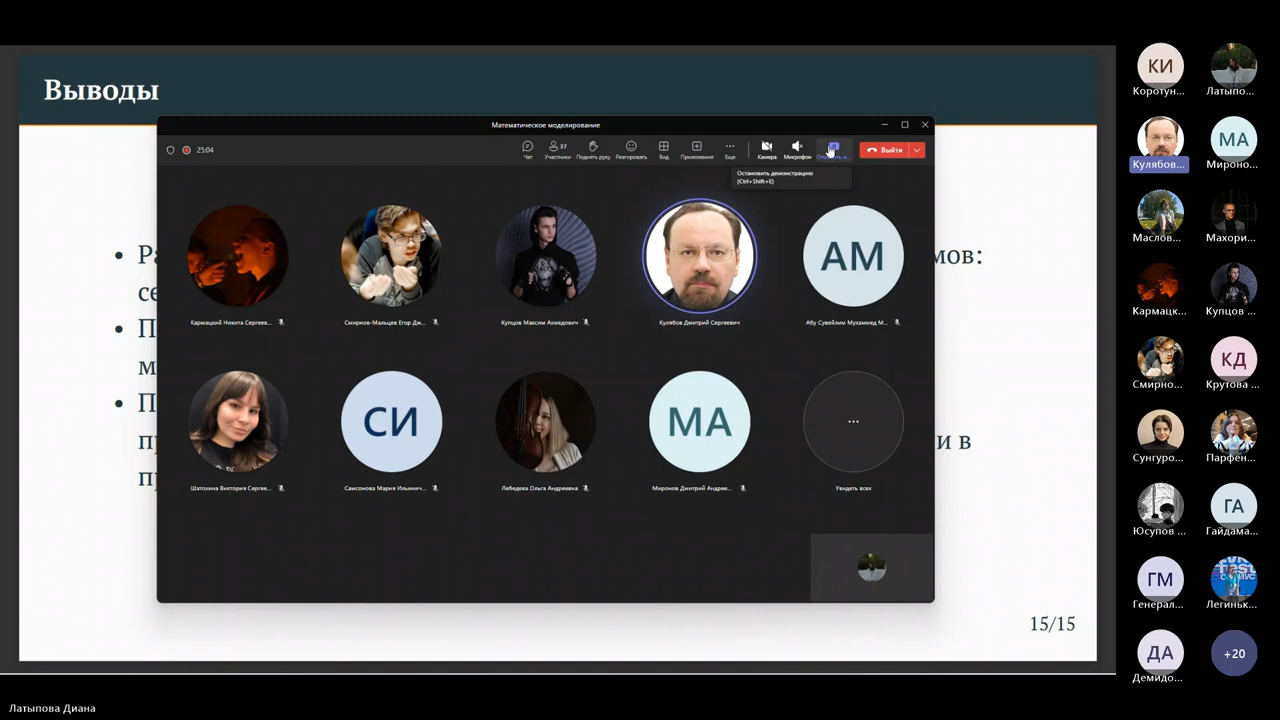 Выводы
Математическое моделирование
25:04
37
Чат
Участники
Поднять руку
Реагировать
Вид
Приложения
Еще
Камера
Микрофон
Выйти
Остановить демонстрацию
(Ctrl+Shift+E)
мов:
АМ
Кармацкий Никита Сергеев...
Смирнов-Мальцев Егор Дм...
Купцов Максим Ахмедович
Кулябов Дмитрий Сергеевич
Абу Сувейлим Мухаммед М...
и в
СИ
МА
...
Шатохина Виктория Сергее...
Самсонова Мария Ильинич...
Лебедева Ольга Андреевна
Миронов Дмитрий Андрее...
Увидеть всех
15/15
КИ
Коротун...
Латыпо...
Кулябов...
МА
Мироно...
Маслов...
Махори...
Кармацк...
Купцов ...
Смирно...
КД
Крутова ...
Сунгуро...
Парфен...
Юсупов ...
ГА
Гайдама...
ГМ
Генерал...
Легиньк...
ДА
Демидо...
+20
Латыпова Диана